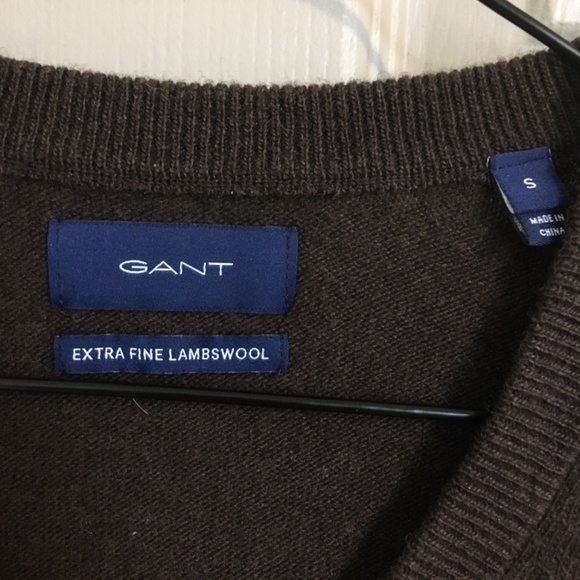 GANT
EXTRA FINE LAMBSWOOL
S
MADE IN
CHINA